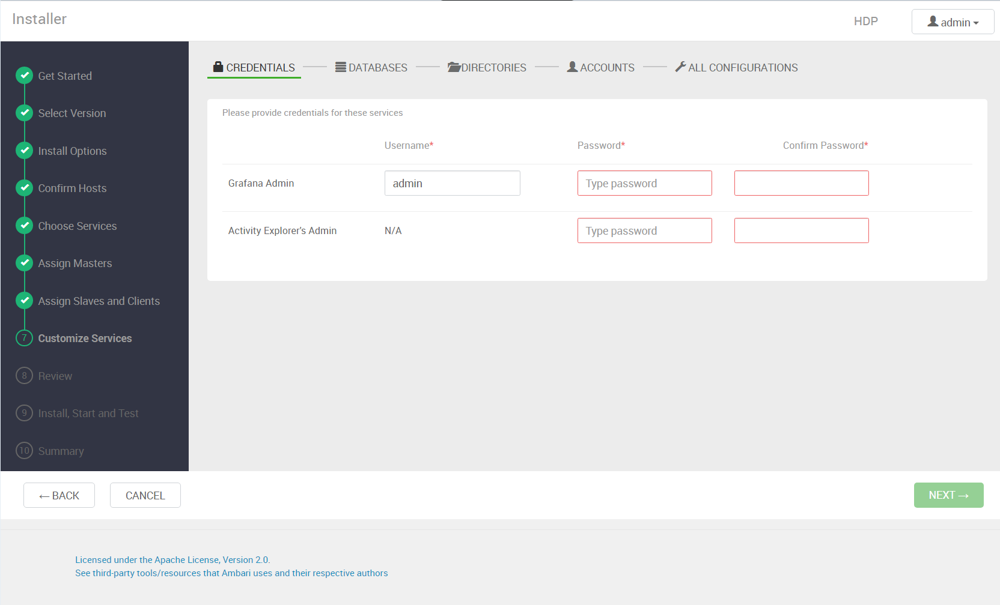 Installer
HDP
admin
Get Started
Select Version
Install Options
Confirm Hosts
Choose Services
Assign Masters
Assign Slaves and Clients
7 Customize Services
8 Review
9 Install, Start and Test
10 Summary
CREDENTIALS
DATABASES
DIRECTORIES
ACCOUNTS
ALL CONFIGURATIONS
Please provide credentials for these services
Username* Password* Confirm Password*
Grafana Admin admin Type password
Activity Explorer's Admin N/A Type password
← BACK
CANCEL
NEXT →
Licensed under the Apache License, Version 2.0.
See third-party tools/resources that Ambari uses and their respective authors